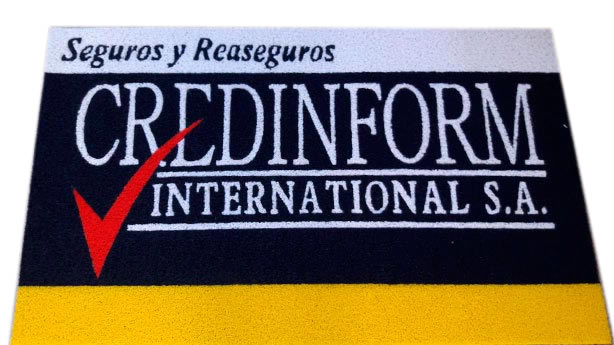 Seguros y Reaseguros
CREDINFORM
INTERNATIONAL S.A.